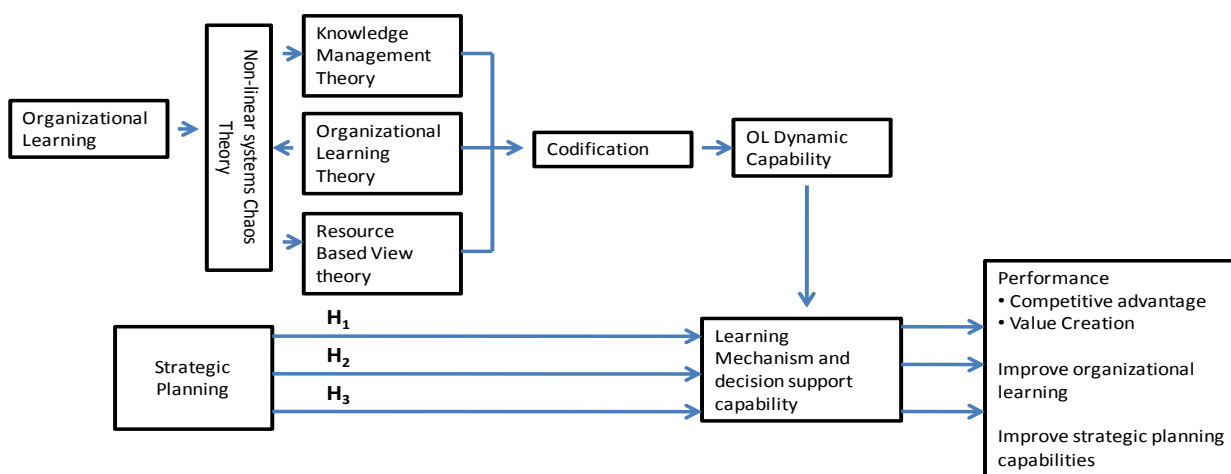 Organizational
Learning
Non-linear systems Chaos
Theory
Knowledge
Management
Theory
Organizational
Learning
Theory
Resource
Based View
theory
Codification
OL Dynamic
Capability
Strategic
Planning
H₁
H₂
H₃
Learning
Mechanism and
decision support
capability
Performance
• Competitive advantage
• Value Creation
Improve organizational
learning
Improve strategic planning
capabilities